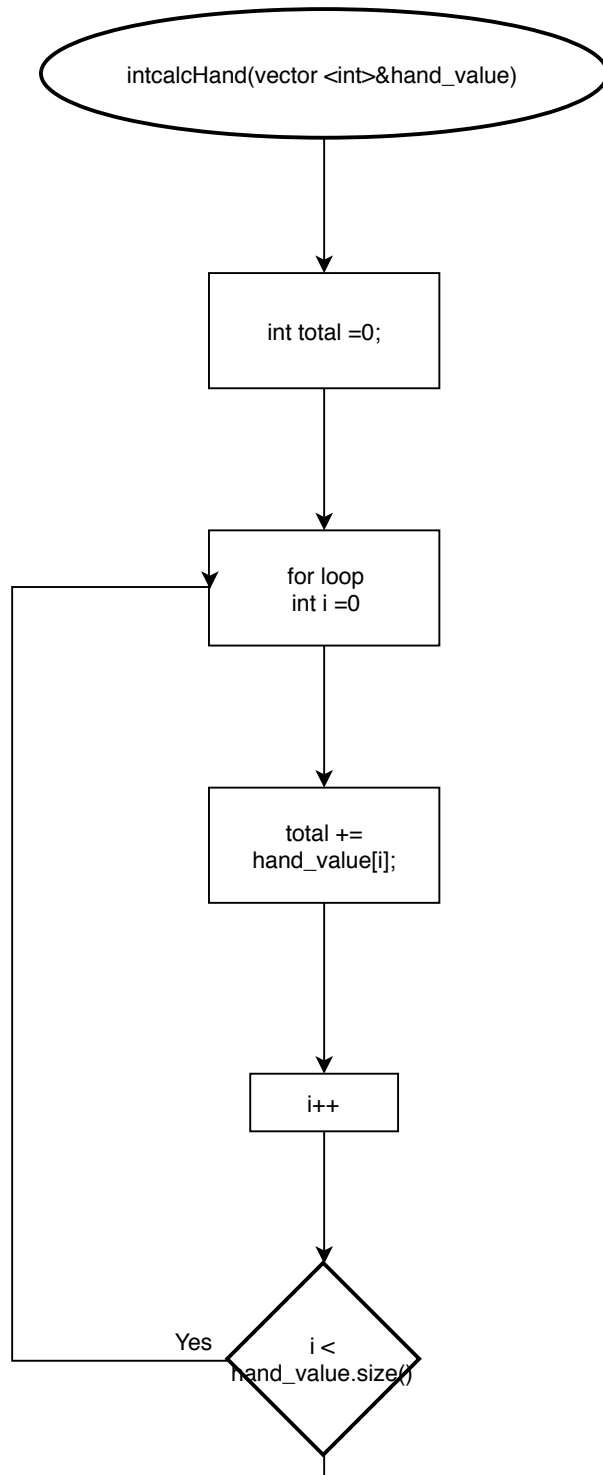 intcalcHand(vector <int>&hand_value)
int total =0;
for loop
int i =0
total +=
hand_value[i];
i++
Yes
i <
hand_value.size()